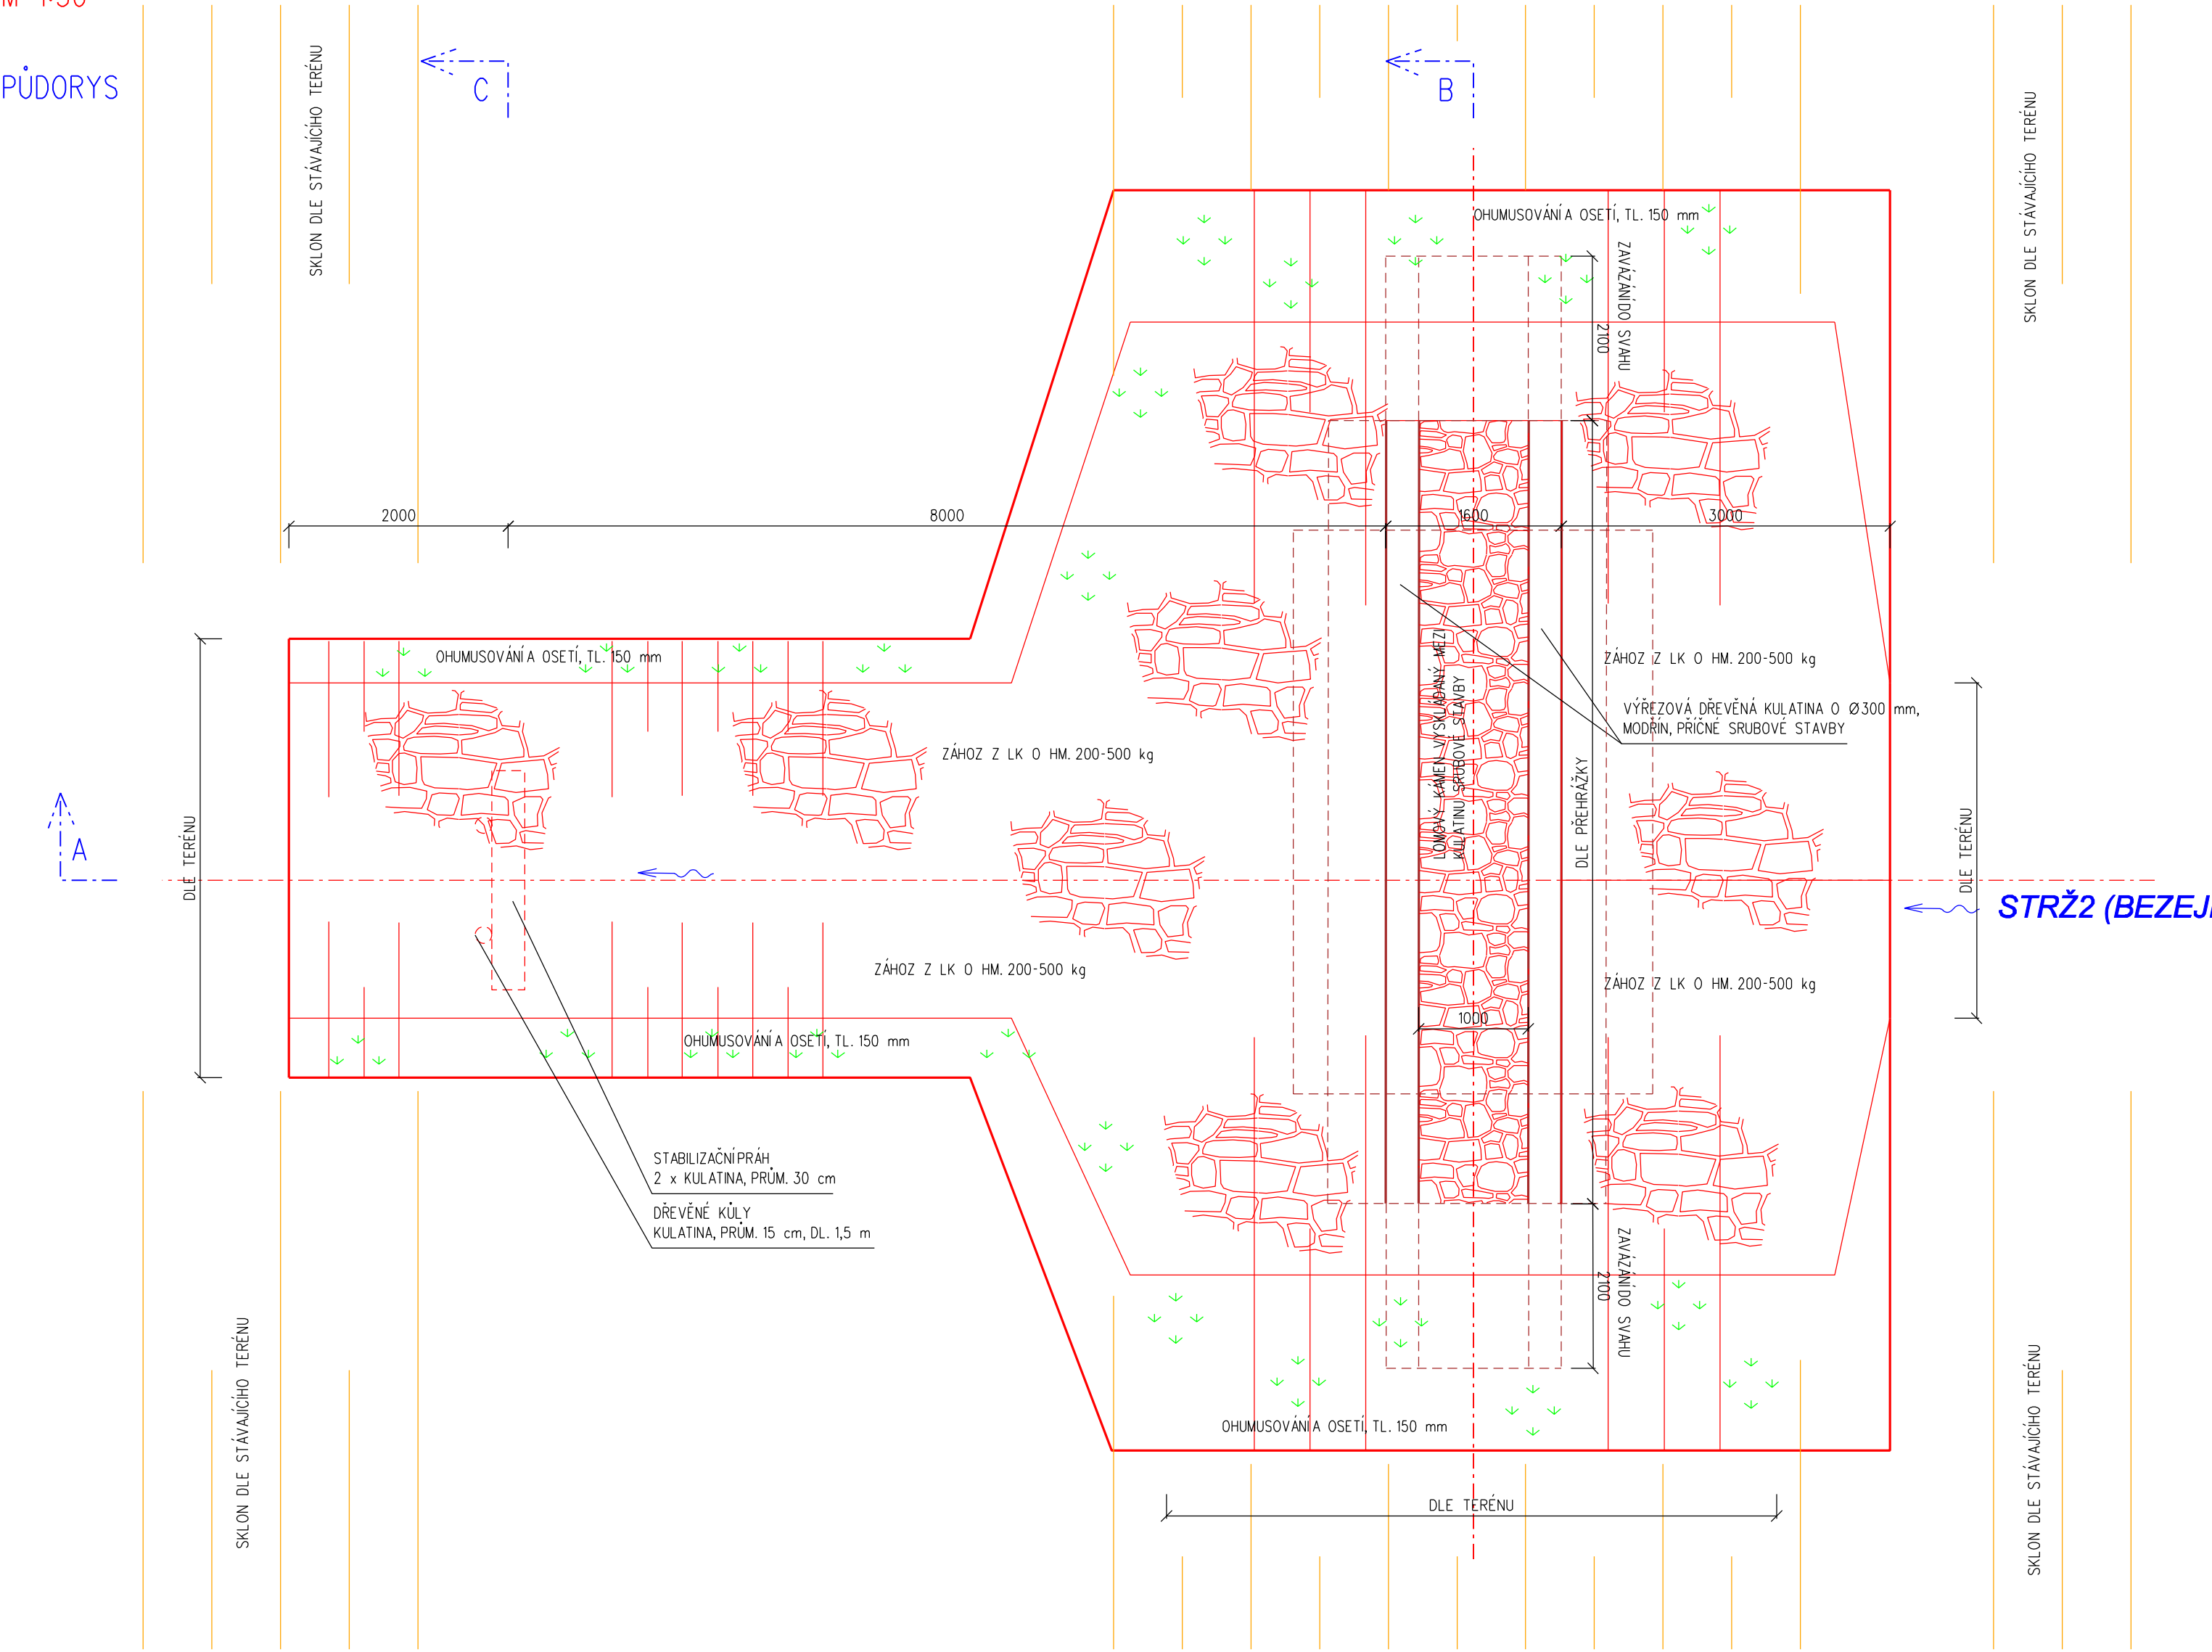 PŮDORYS
C
B
SKLON DLE STÁVAJÍCÍHO TERÉNU
SKLON DLE STÁVAJÍCÍHO TERÉNU
OHUMUSOVÁNÍ A OSETÍ, TL. 150 mm
ZAVÁZÁNÍ DO SVAHU
2100
2000
8000
1600
3000
OHUMUSOVÁNÍ A OSETÍ, TL. 150 mm
ZÁHOZ Z LK O HM. 200-500 kg
LOMOVÝ KÁMEN VYSKLÁDANÝ MEZI
KULATINU SRUBOVÉ STAVBY
VÝŘEZOVÁ DŘEVĚNÁ KULATINA O Ø300 mm,
MODŘÍN, PŘÍČNÉ SRUBOVÉ STAVBY
ZÁHOZ Z LK O HM. 200-500 kg
DLE PŘEHRÁŽKY
A
DLE TERÉNU
DLE TERÉNU
STRŽ2
ZÁHOZ Z LK O HM. 200-500 kg
ZÁHOZ Z LK O HM. 200-500 kg
1000
OHUMUSOVÁNÍ A OSETÍ, TL. 150 mm
STABILIZAČNÍ PRÁH
2 x KULATINA, PRŮM. 30 cm
DŘEVĚNÉ KŮLY
KULATINA, PRŮM. 15 cm, DL. 1,5 m
ZAVÁZÁNÍ DO SVAHU
2100
SKLON DLE STÁVAJÍCÍHO TERÉNU
SKLON DLE STÁVAJÍCÍHO TERÉNU
OHUMUSOVÁNÍ A OSETÍ, TL. 150 mm
DLE TERÉNU